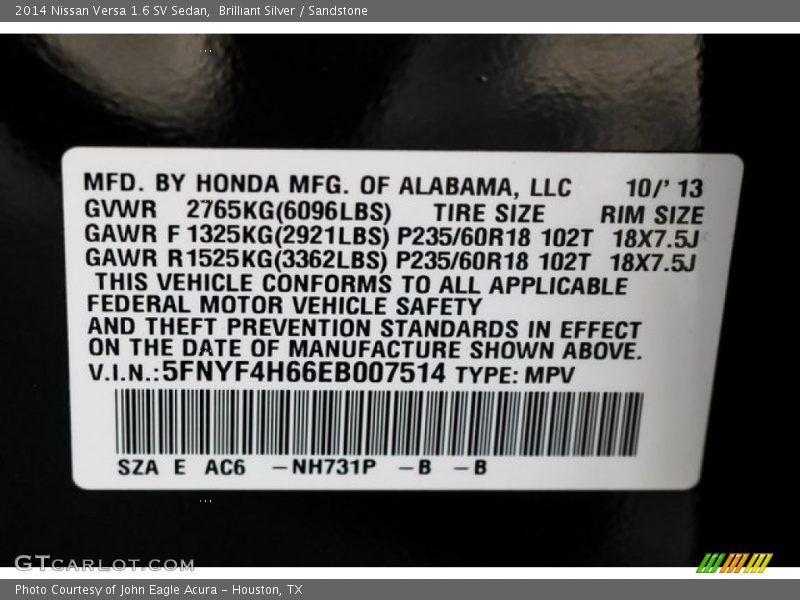 2014 Nissan Versa 1.6 SV Sedan,  Brilliant Silver / Sandstone
MFD. BY HONDA MFG. OF ALABAMA, LLC 10/' 13
GVWR 2765KG(6096LBS) TIRE SIZE RIM SIZE
GAWR F 1325KG(2921LBS) P235/60R18 102T 18X7.5J
GAWR R1525KG(3362LBS) P235/60R18 102T 18X7.5J
THIS VEHICLE CONFORMS TO ALL APPLICABLE
FEDERAL MOTOR VEHICLE SAFETY
AND THEFT PREVENTION STANDARDS IN EFFECT
ON THE DATE OF MANUFACTURE SHOWN ABOVE.
V.I.N.:5FNYF4H66EB007514 TYPE: MPV
SZA E AC6 –NH731P –B –B
GTCARLOT.COM
Photo Courtesy of John Eagle Acura – Houston, TX